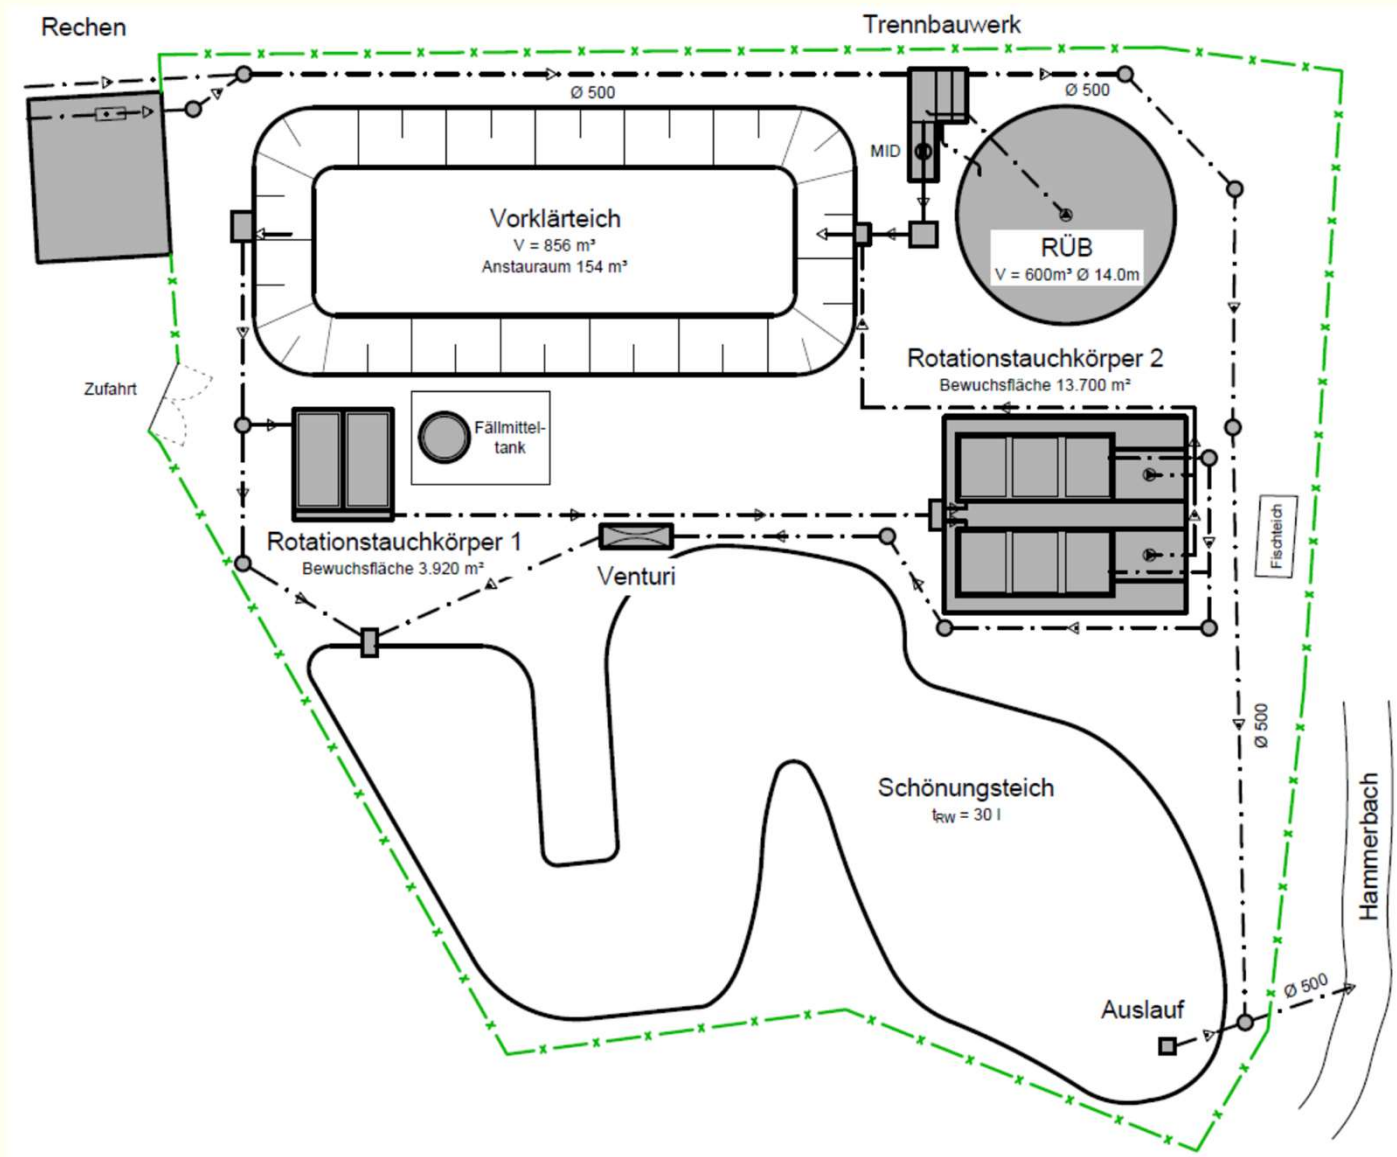 Rechen
Trennbauwerk
Ø 500
Ø 500
MID
Vorklärteich
V = 856 m³
Anstauraum 154 m³
RÜB
V = 600m³ Ø 14.0m
Zufahrt
Rotationstauchkörper 2
Bewuchsfläche 13.700 m²
Fällmittel-
tank
Rotationstauchkörper 1
Bewuchsfläche 3.920 m²
Venturi
Fischteich
Ø 500
Schönungsteich
tRW = 30 l
Hammerbach
Auslauf
Ø 500